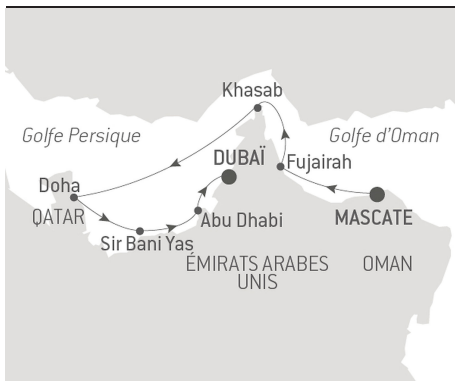 Khasab
Golfe Persique
Golfe d'Oman
DUBAÏ
Fujairah
Doha
QATAR
Abu Dhabi
MASCATE
Sir Bani Yas
ÉMIRATS ARABES
UNIS
OMAN